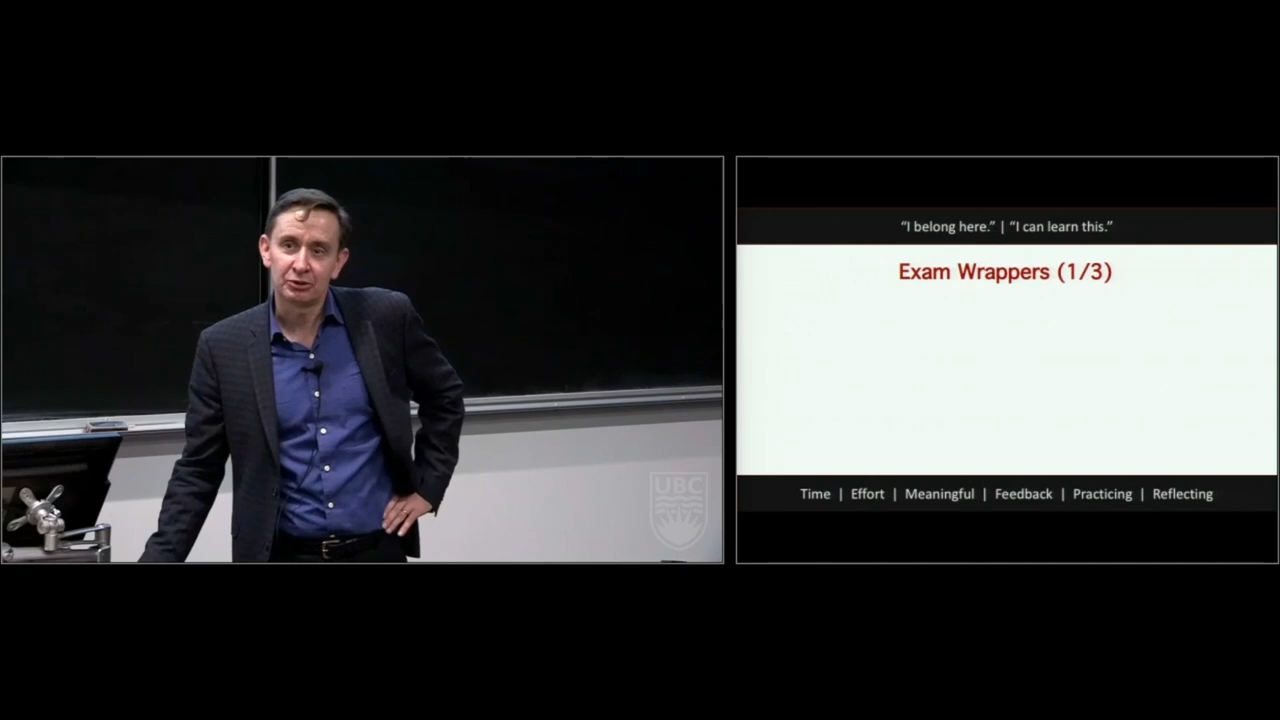 UBC
“I belong here.” | “I can learn this.”
Exam Wrappers (1/3)
Time | Effort | Meaningful | Feedback | Practicing | Reflecting